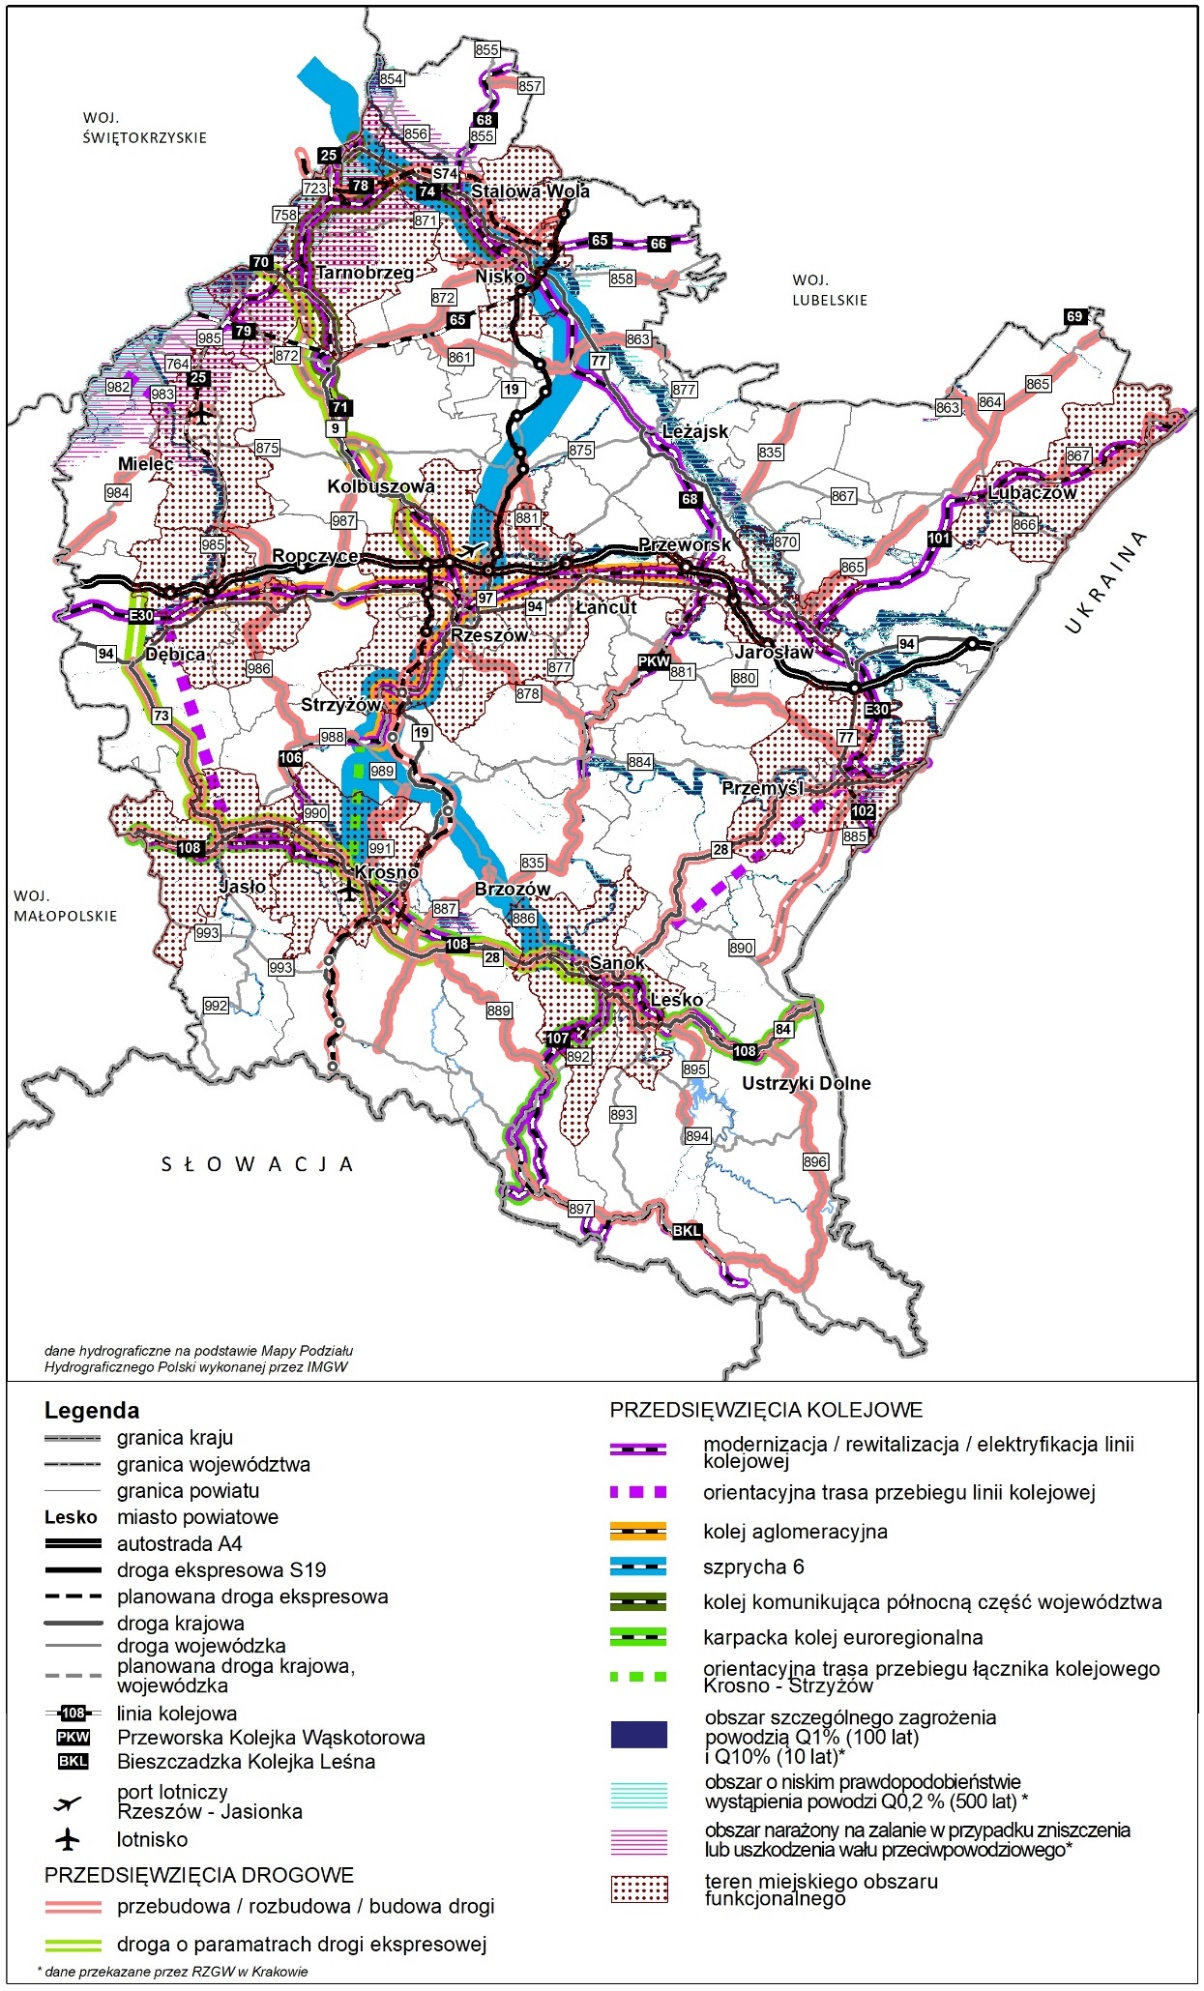 855
854
857
WOJ.
ŚWIĘTOKRZYSKIE
68
856
855
25
S74
723
78
74
Stalowa Wola
758
871
65
66
70
Tarnobrzeg
Nisko
858
WOJ.
LUBELSKIE
872
65
69
79
985
863
872
861
77
764
982
983
25
19
877
865
864
863
71
9
Leżajsk
875
875
835
867
Mielec
Kolbuszowa
867
984
68
Lubaczów
987
881
866
985
Przeworsk
870
101
Ropczyce
865
UKRAINA
97
94
Łańcut
E30
Rzeszów
94
Dębica
PKW
Jarosław
94
986
877
881
880
878
Strzyżów
E30
73
19
988
77
106
989
884
Przemyśl
990
102
885
108
991
28
835
Krosno
Jasło
Brzozów
WOJ.
MAŁOPOLSKIE
887
886
993
108
890
28
993
Sanok
992
889
Lesko
84
107
892
108
895
Ustrzyki Dolne
893
894
SŁOWACJA
896
897
BKL
dane hydrograficzne na podstawie Mapy Podziału
Hydrograficznego Polski wykonanej przez IMGW
Legenda
granica kraju
granica województwa
granica powiatu
Lesko miasto powiatowe
autostrada A4
droga ekspresowa S19
planowana droga ekspresowa
droga krajowa
droga wojewódzka
planowana droga krajowa,
wojewódzka
108 linia kolejowa
PKW Przeworska Kolejka Wąskotorowa
BKL Bieszczadzka Kolejka Leśna
port lotniczy
Rzeszów - Jasionka
lotnisko
PRZEDSIĘWZIĘCIA DROGOWE
przebudowa / rozbudowa / budowa drogi
droga o paramatrach drogi ekspresowej
* dane przekazane przez RZGW w Krakowie
PRZEDSIĘWZIĘCIA KOLEJOWE
modernizacja / rewitalizacja / elektryfikacja linii
kolejowej
orientacyjna trasa przebiegu linii kolejowej
kolej aglomeracyjna
szprycha 6
kolej komunikująca północną część województwa
karpacka kolej euroregionalna
orientacyjna trasa przebiegu łącznika kolejowego
Krosno - Strzyżów
obszar szczególnego zagrożenia
powodzią Q1% (100 lat)
i Q10% (10 lat)*
obszar o niskim prawdopodobieństwie
wystąpienia powodzi Q0,2 % (500 lat) *
obszar narażony na zalanie w przypadku zniszczenia
lub uszkodzenia wału przeciwpowodziowego*
teren miejskiego obszaru
funkcjonalnego